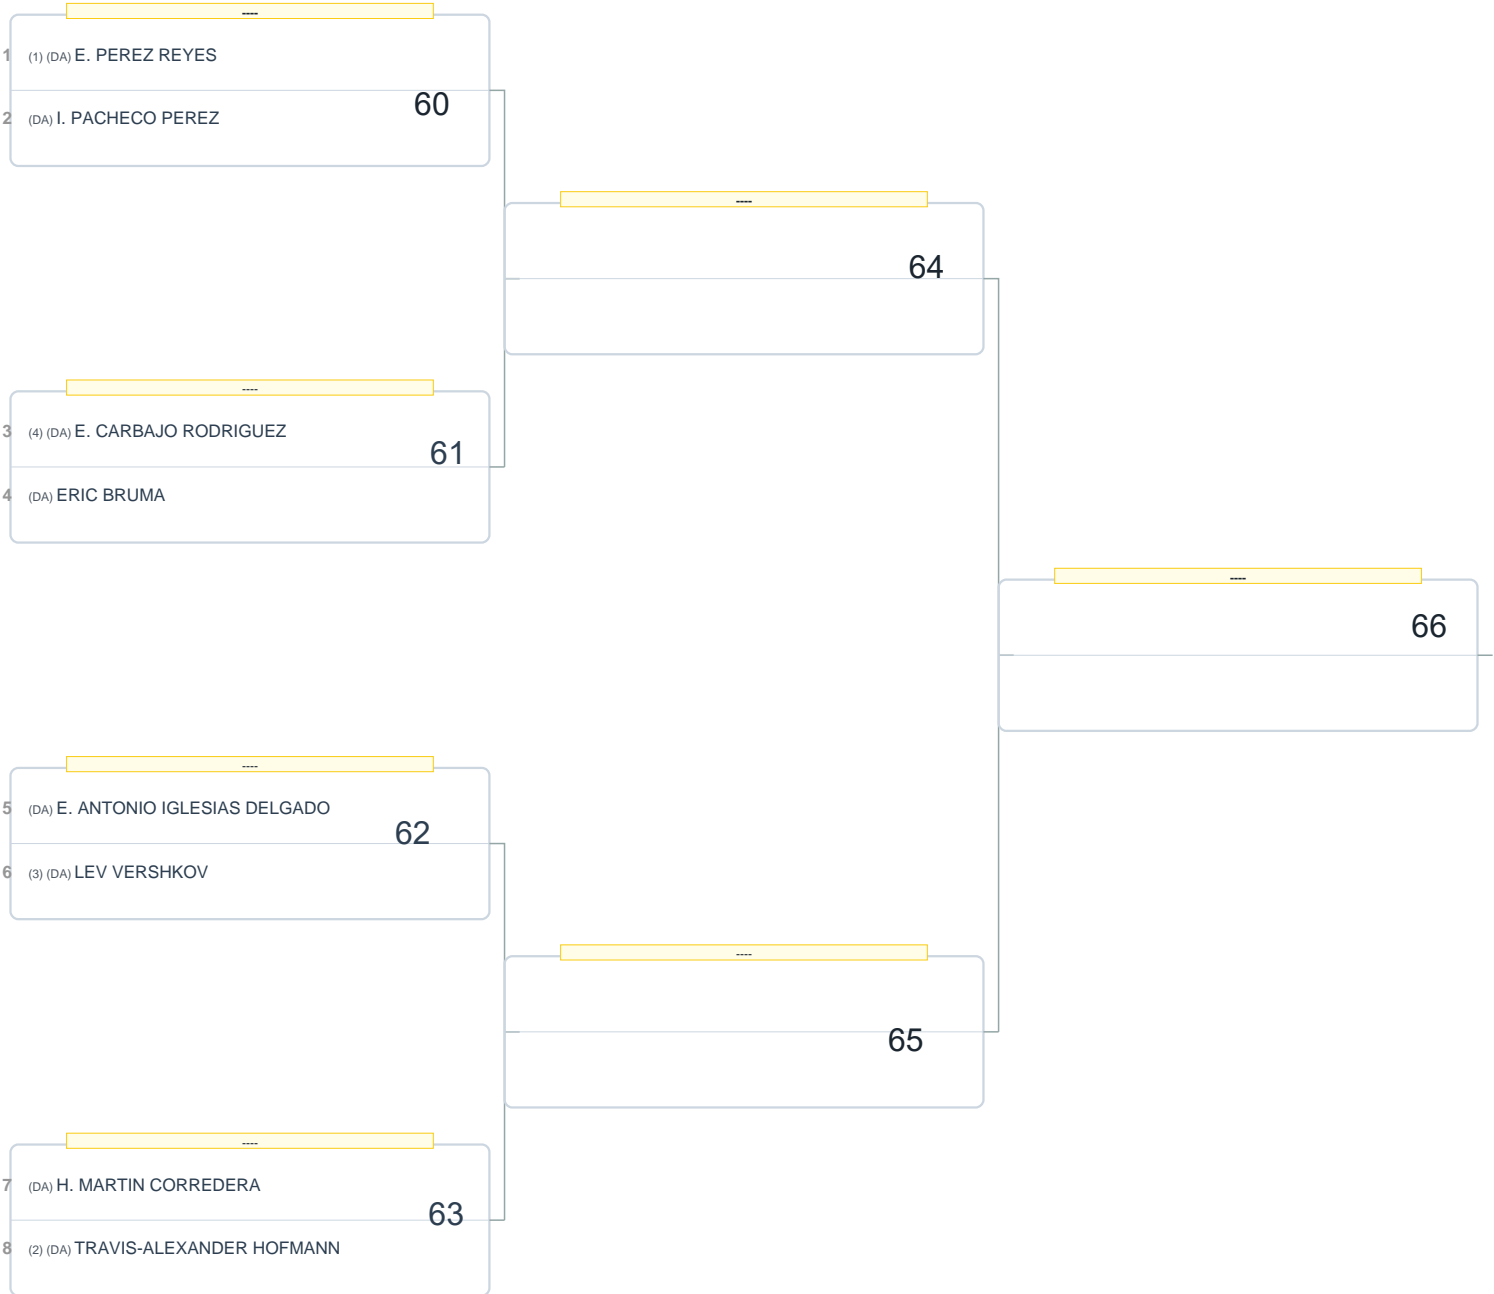 ----
1 (1) (DA) E. PEREZ REYES
60
2 (DA) I. PACHECO PEREZ
----
64
----
3 (4) (DA) E. CARBAJO RODRIGUEZ
61
4 (DA) ERIC BRUMA
----
66
----
5 (DA) E. ANTONIO IGLESIAS DELGADO
62
6 (3) (DA) LEV VERSHKOV
----
65
----
7 (DA) H. MARTIN CORREDERA
63
8 (2) (DA) TRAVIS-ALEXANDER HOFMANN